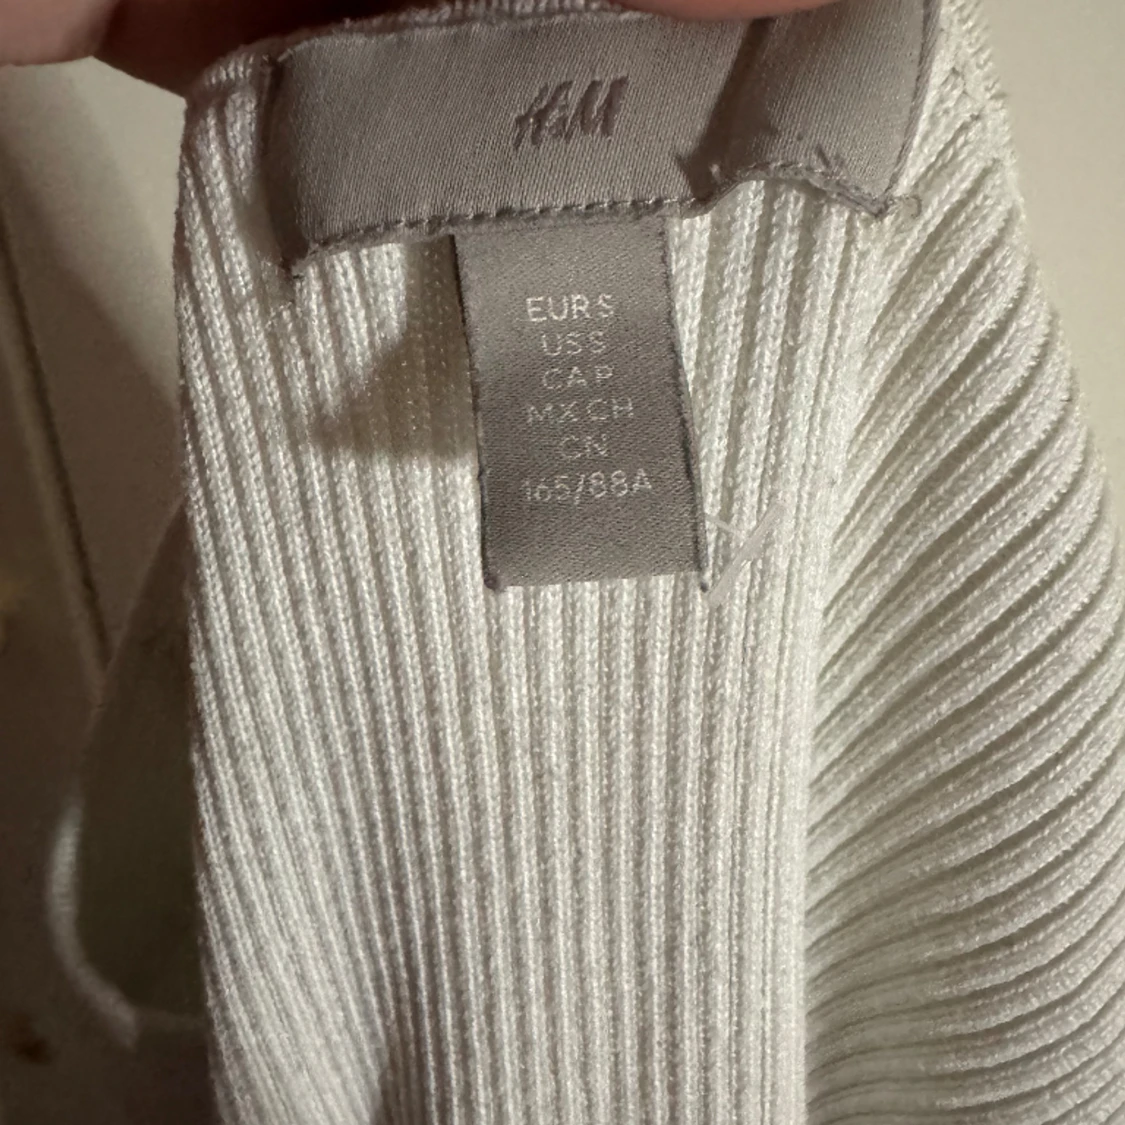 H&M
EUR S
US S
CA P
MX CH
CN
165/88A